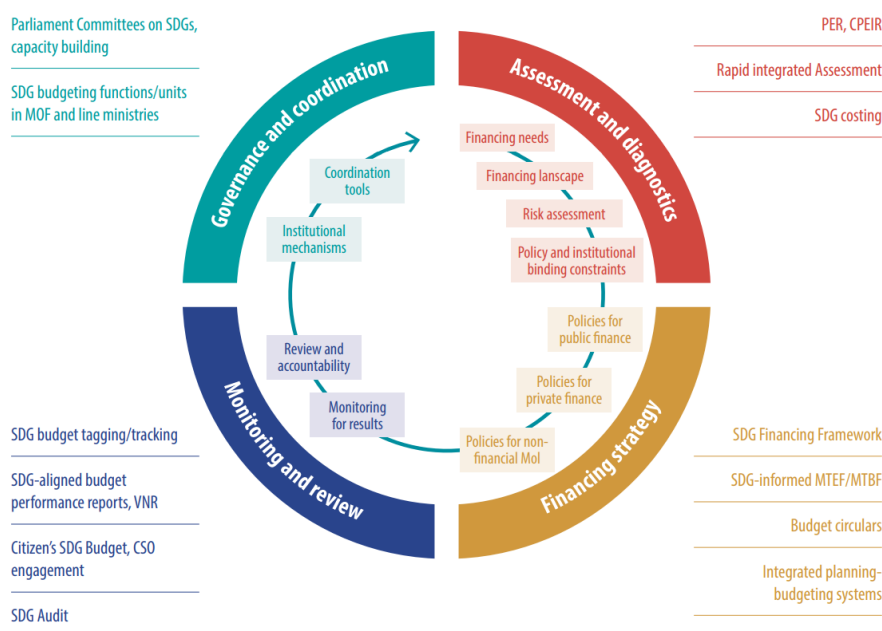 Parliament Committees on SDGs,
capacity building
SDG budgeting functions/units
in MOF and line ministries
Governance and coordination
Coordination
tools
Institutional
mechanisms
PER, CPEIR
Rapid integrated Assessment
SDG costing
Assessment and diagnostics
Financing needs
Financing lanscape
Risk assessment
Policy and institutional
binding constraints
Policies for
public finance
Policies for
private finance
Policies for non-
financial MoI
Financing strategy
SDG Financing Framework
SDG-informed MTEF/MTBF
Budget circulars
Integrated planning-
budgeting systems
Review and
accountability
Monitoring
for results
Monitoring and review
SDG budget tagging/tracking
SDG-aligned budget
performance reports, VNR
Citizen's SDG Budget, CSO
engagement
SDG Audit